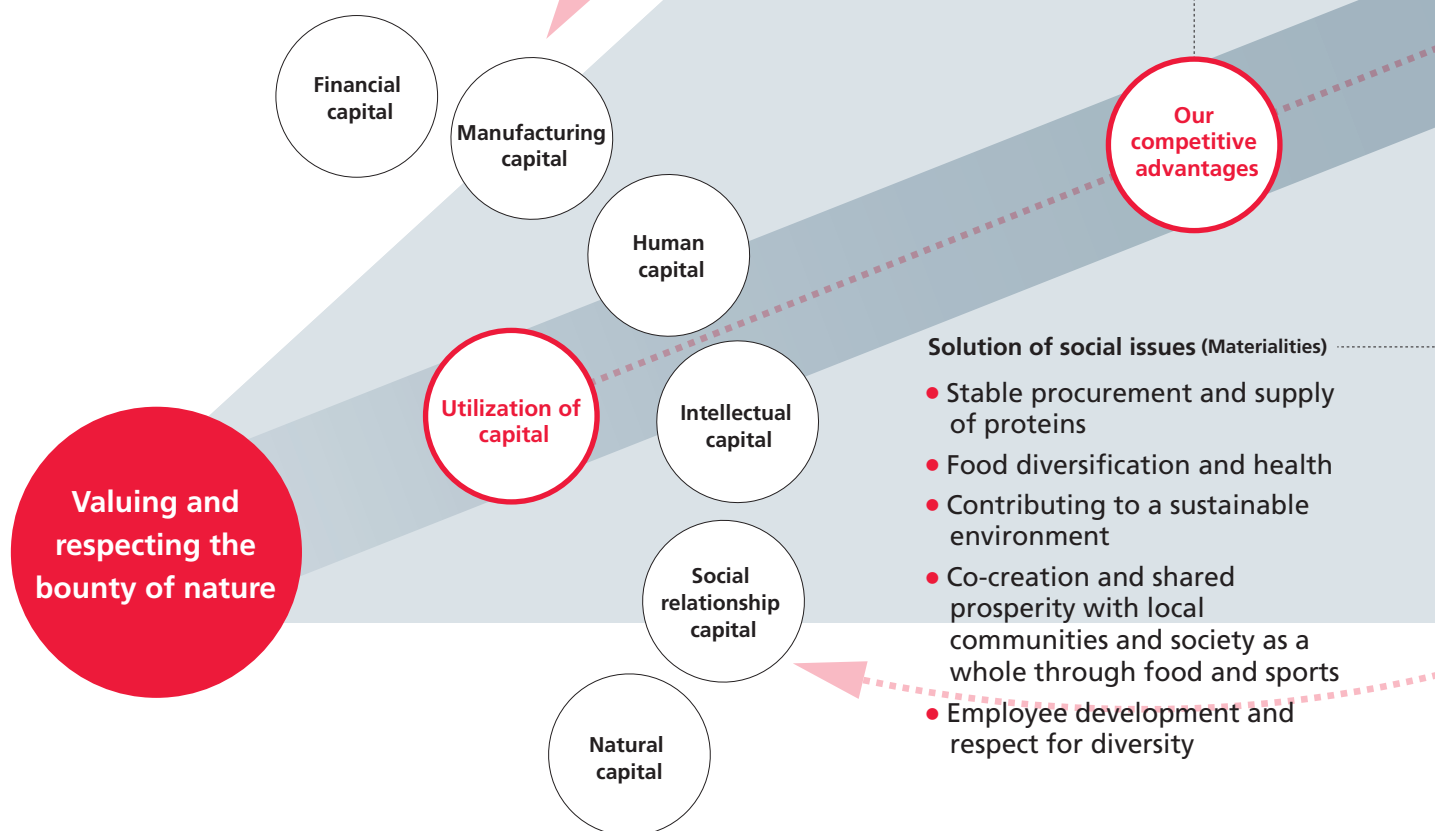 Financial
capital
Manufacturing
capital
Human
capital
Our
competitive
advantages
Utilization of
capital
Intellectual
capital
Valuing and
respecting the
bounty of nature
Social
relationship
capital
Natural
capital
Solution of social issues (Materialities)
• Stable procurement and supply
of proteins
• Food diversification and health
• Contributing to a sustainable
environment
• Co-creation and shared
prosperity with local
communities and society as a
whole through food and sports
• Employee development and
respect for diversity